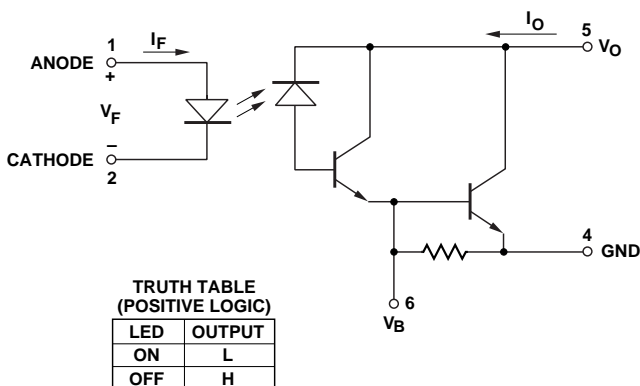 1
I_F
I_O
5
ANODE
+
V_O
V_F
–
CATHODE
2
4
GND
6
V_B
TRUTH TABLE
(POSITIVE LOGIC)
LED OUTPUT
ON L
OFF H